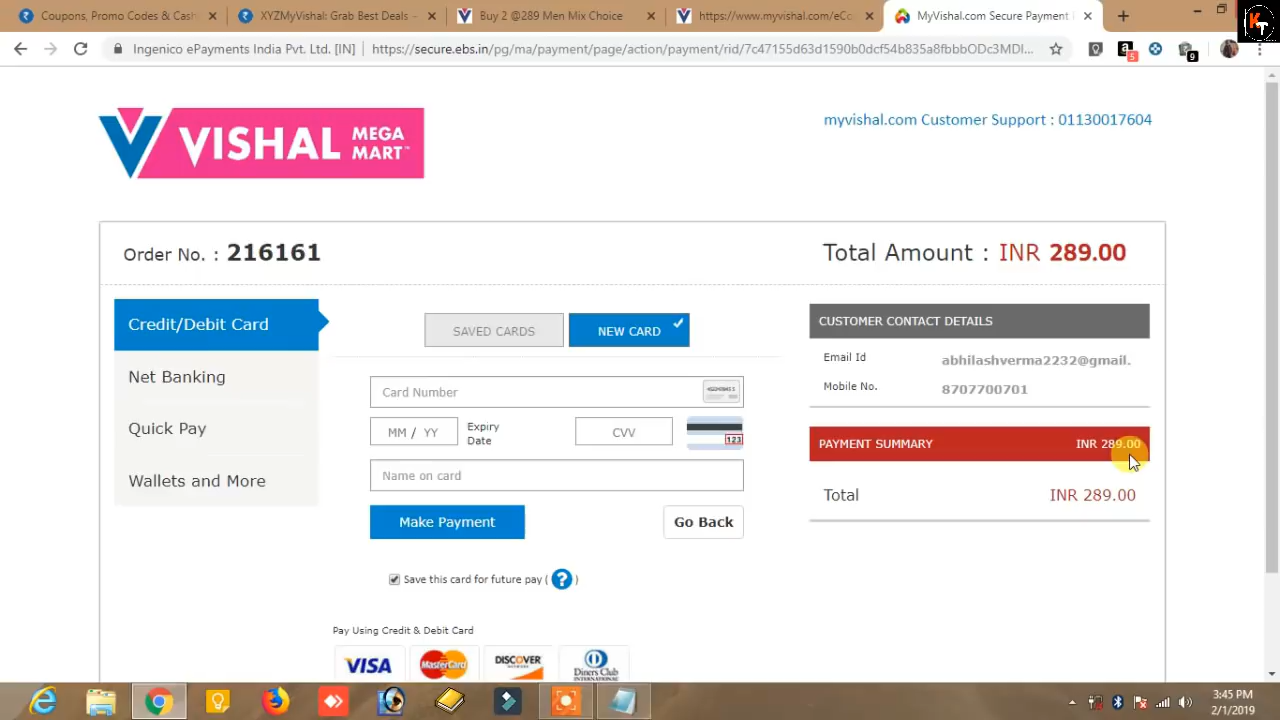 Coupons, Promo Codes & Cash
XYZMyVishal: Grab Best Deals –
Buy 2 @289 Men Mix Choice
https://www.myvishal.com/eCo
MyVishal.com Secure Payment
KT
Ingenico ePayments India Pvt. Ltd. [IN]
https://secure.ebs.in/pg/ma/payment/page/action/payment/rid/7c47155d63d1590b0dcf54b835a8fbbbODc3MDI...
5
9
VISHAL MEGA MART™
myvishal.com Customer Support : 01130017604
Order No. : 216161
Total Amount : INR 289.00
Credit/Debit Card
Net Banking
Quick Pay
Wallets and More
SAVED CARDS
NEW CARD
Card Number
MM / YY
Expiry Date
CVV
123
Name on card
Make Payment
Go Back
Save this card for future pay ( ? )
Pay Using Credit & Debit Card
VISA
MasterCard
DISCOVER NETWORK
Diners Club INTERNATIONAL
CUSTOMER CONTACT DETAILS
Email Id
abhilashverma2232@gmail.
Mobile No.
8707700701
PAYMENT SUMMARY
INR 289.00
Total
INR 289.00
3:45 PM
2/1/2019